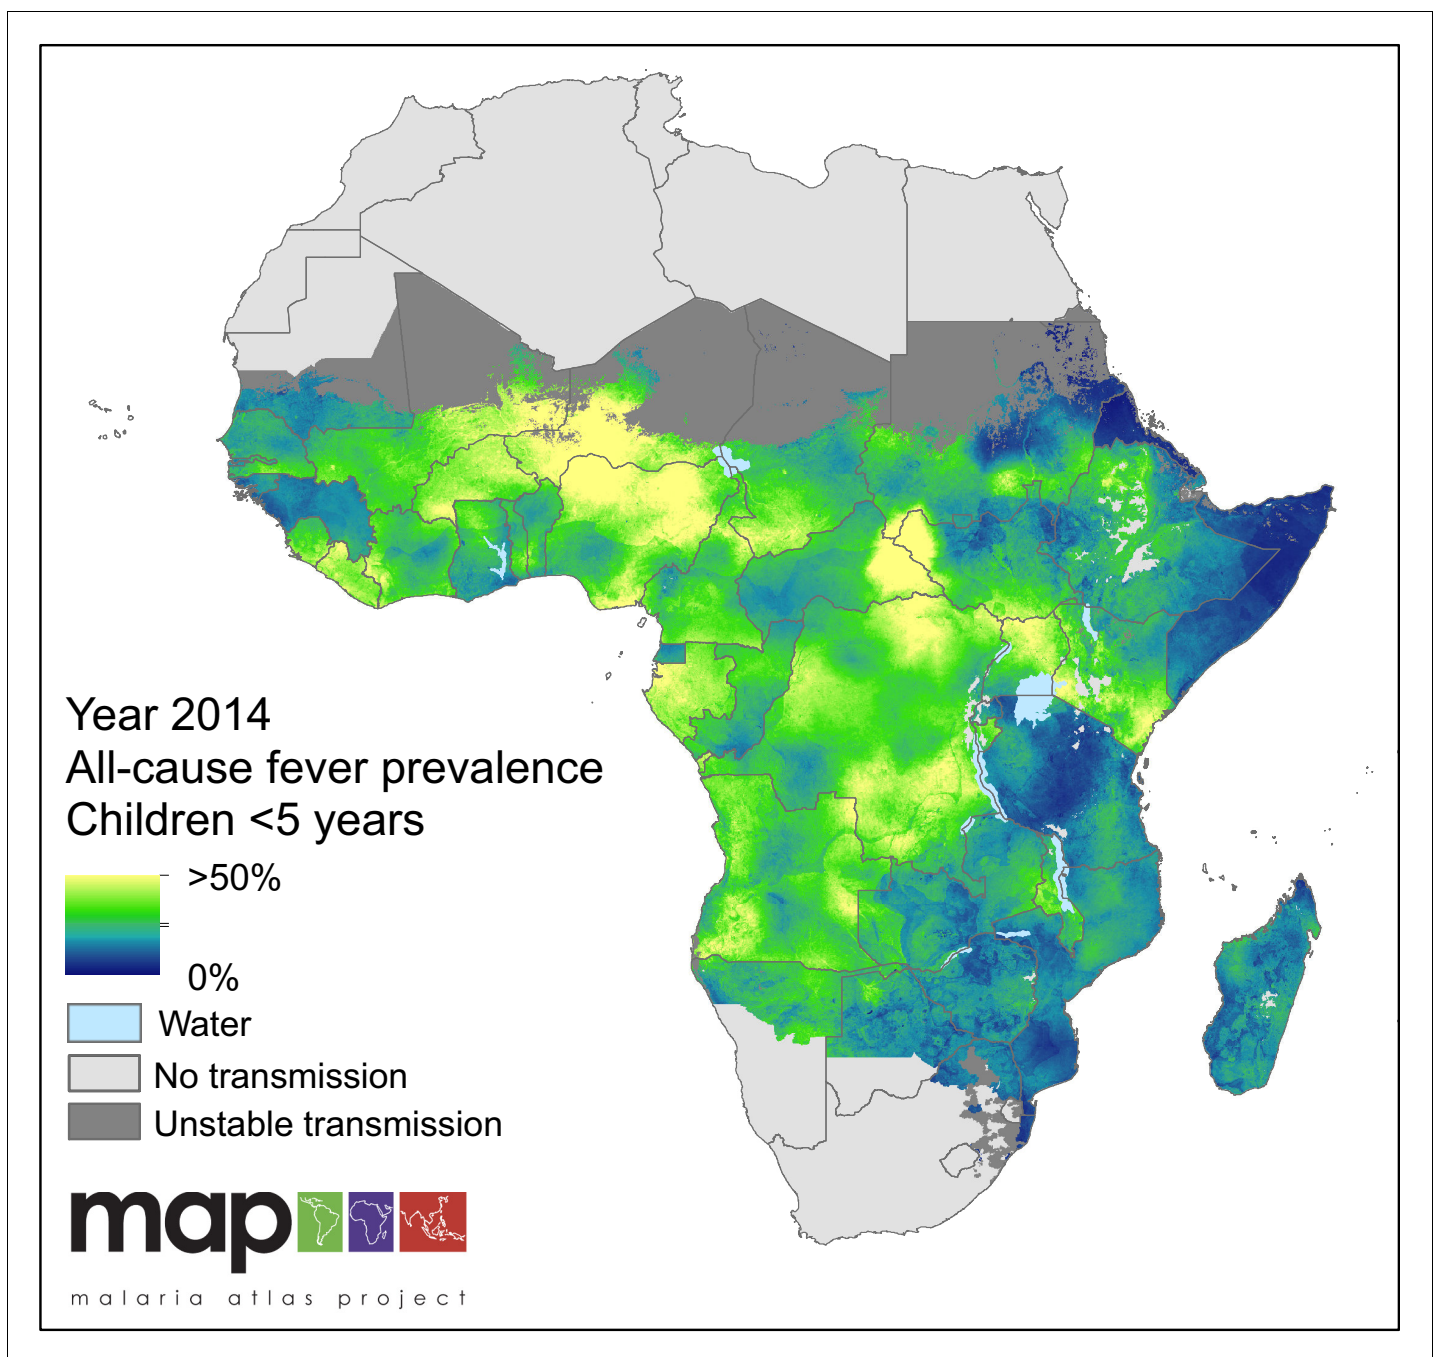 Year 2014
All-cause fever prevalence
Children <5 years
>50%
0%
Water
No transmission
Unstable transmission
map
malaria atlas project